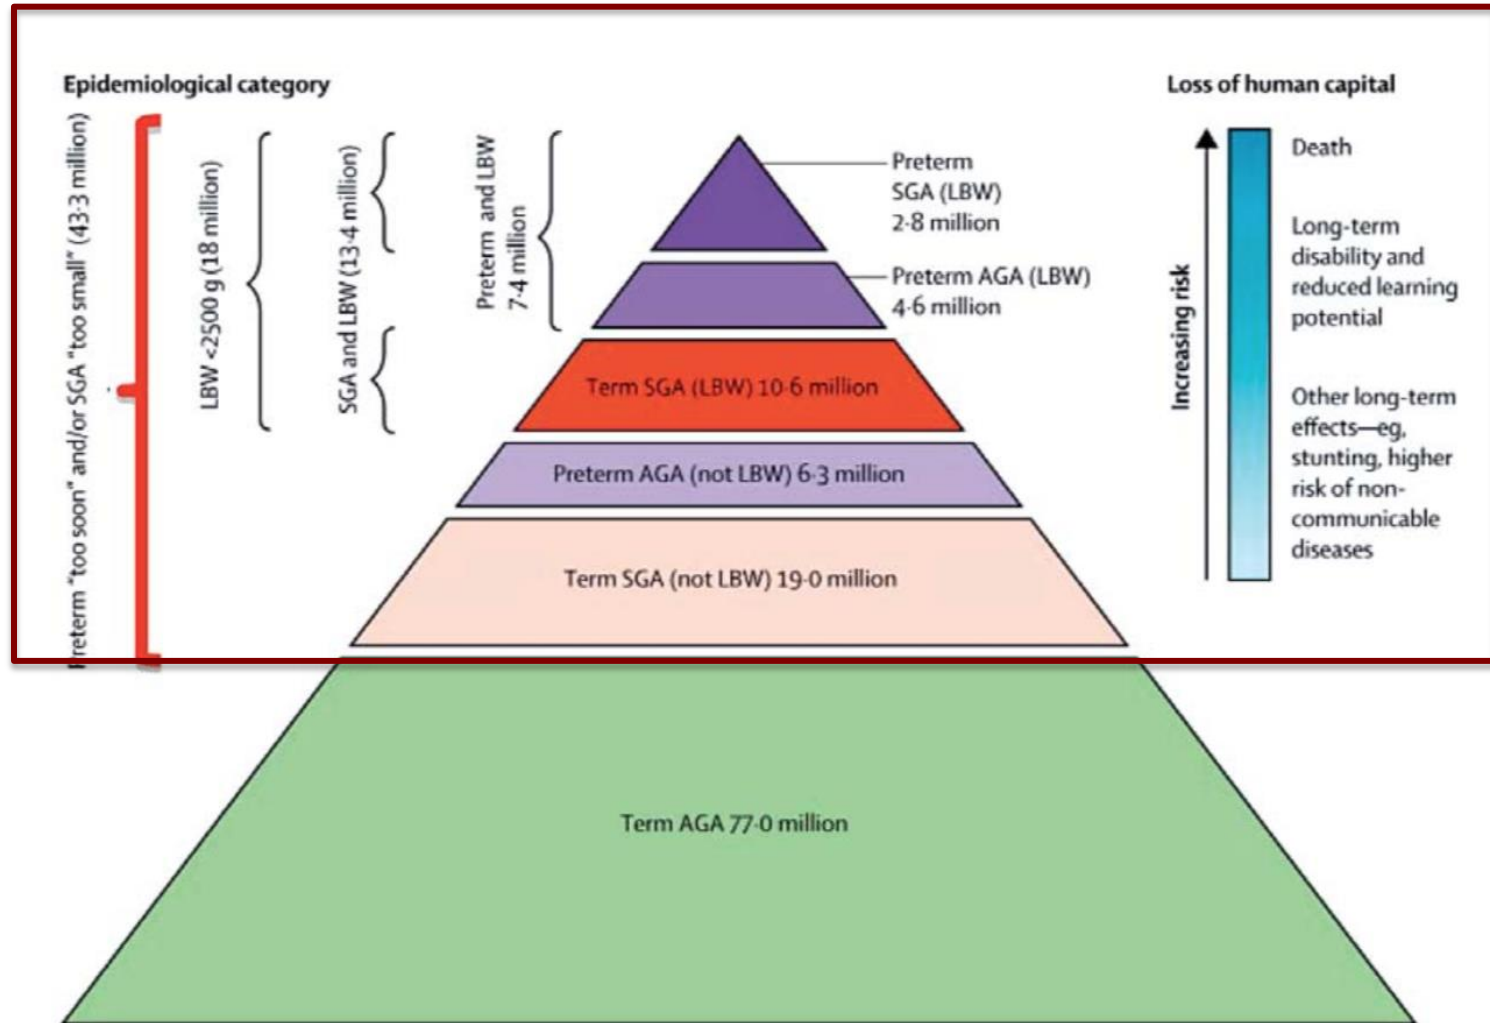 Epidemiological category
Loss of human capital
Preterm "too soon" and/or SGA "too small" (43·3 million)
LBW <2500 g (18 million)
SGA and LBW (13·4 million)
Preterm and LBW
7·4 million
Preterm
SGA (LBW)
2·8 million
Preterm AGA (LBW)
4·6 million
Term SGA (LBW) 10·6 million
Preterm AGA (not LBW) 6·3 million
Term SGA (not LBW) 19·0 million
Term AGA 77·0 million
Increasing risk
Death
Long-term
disability and
reduced learning
potential
Other long-term
effects—eg,
stunting, higher
risk of non-
communicable
diseases